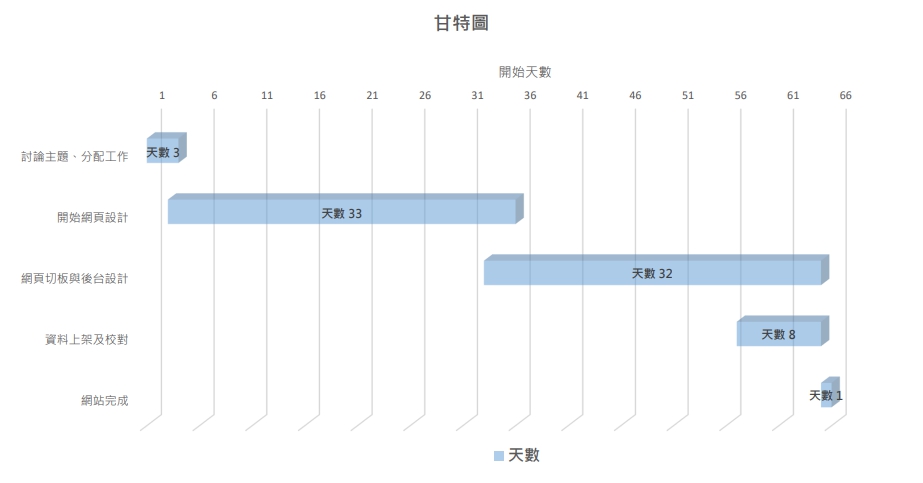 甘特圖
開始天數
1 6 11 16 21 26 31 36 41 46 51 56 61 66
討論主題、分配工作 天數 3
開始網頁設計 天數 33
網頁切板與後台設計 天數 32
資料上架及校對 天數 8
網站完成 天數 1
天數